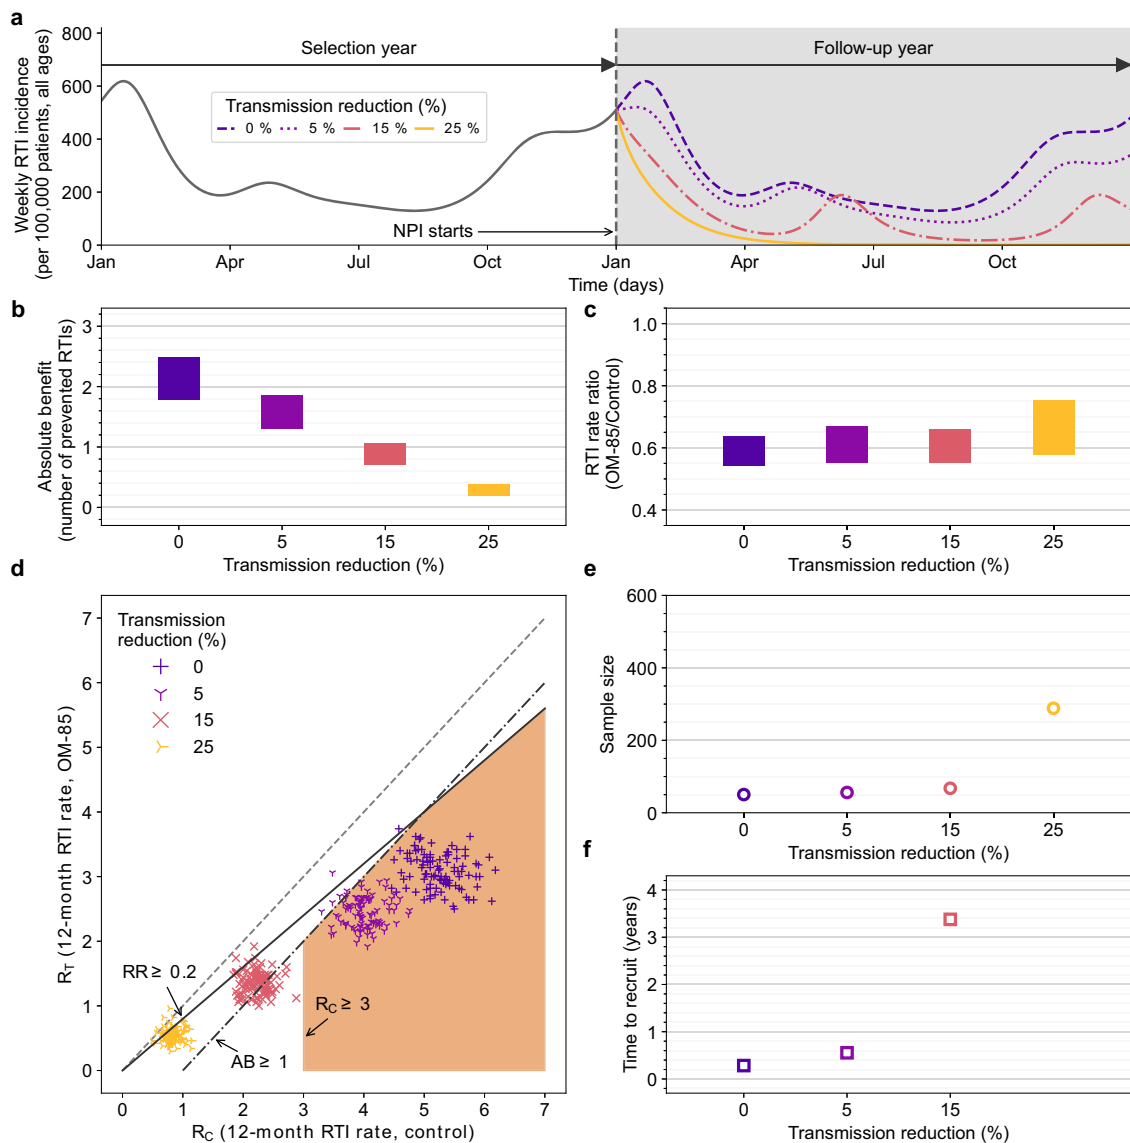 a
Weekly RTI incidence
(per 100,000 patients, all ages)
800
600
400
200
0
Selection year
Follow-up year
Transmission reduction (%)
0 %
5 %
15 %
25 %
NPI starts
Jan
Apr
Jul
Oct
Jan
Apr
Jul
Oct
Time (days)
b
Absolute benefit
(number of prevented RTIs)
3
2
1
0
0
5
15
25
Transmission reduction (%)
c
RTI rate ratio
(OM-85/Control)
1.0
0.8
0.6
0.4
0
5
15
25
Transmission reduction (%)
d
R_T (12-month RTI rate, OM-85)
7
6
5
4
3
2
1
0
Transmission
reduction (%)
0
5
15
25
RR ≥ 0.2
R_C ≥ 3
AB ≥ 1
0
1
2
3
4
5
6
7
R_C (12-month RTI rate, control)
e
Sample size
600
400
200
0
0
5
15
25
Transmission reduction (%)
f
Time to recruit (years)
4
3
2
1
0
0
5
15
25
Transmission reduction (%)